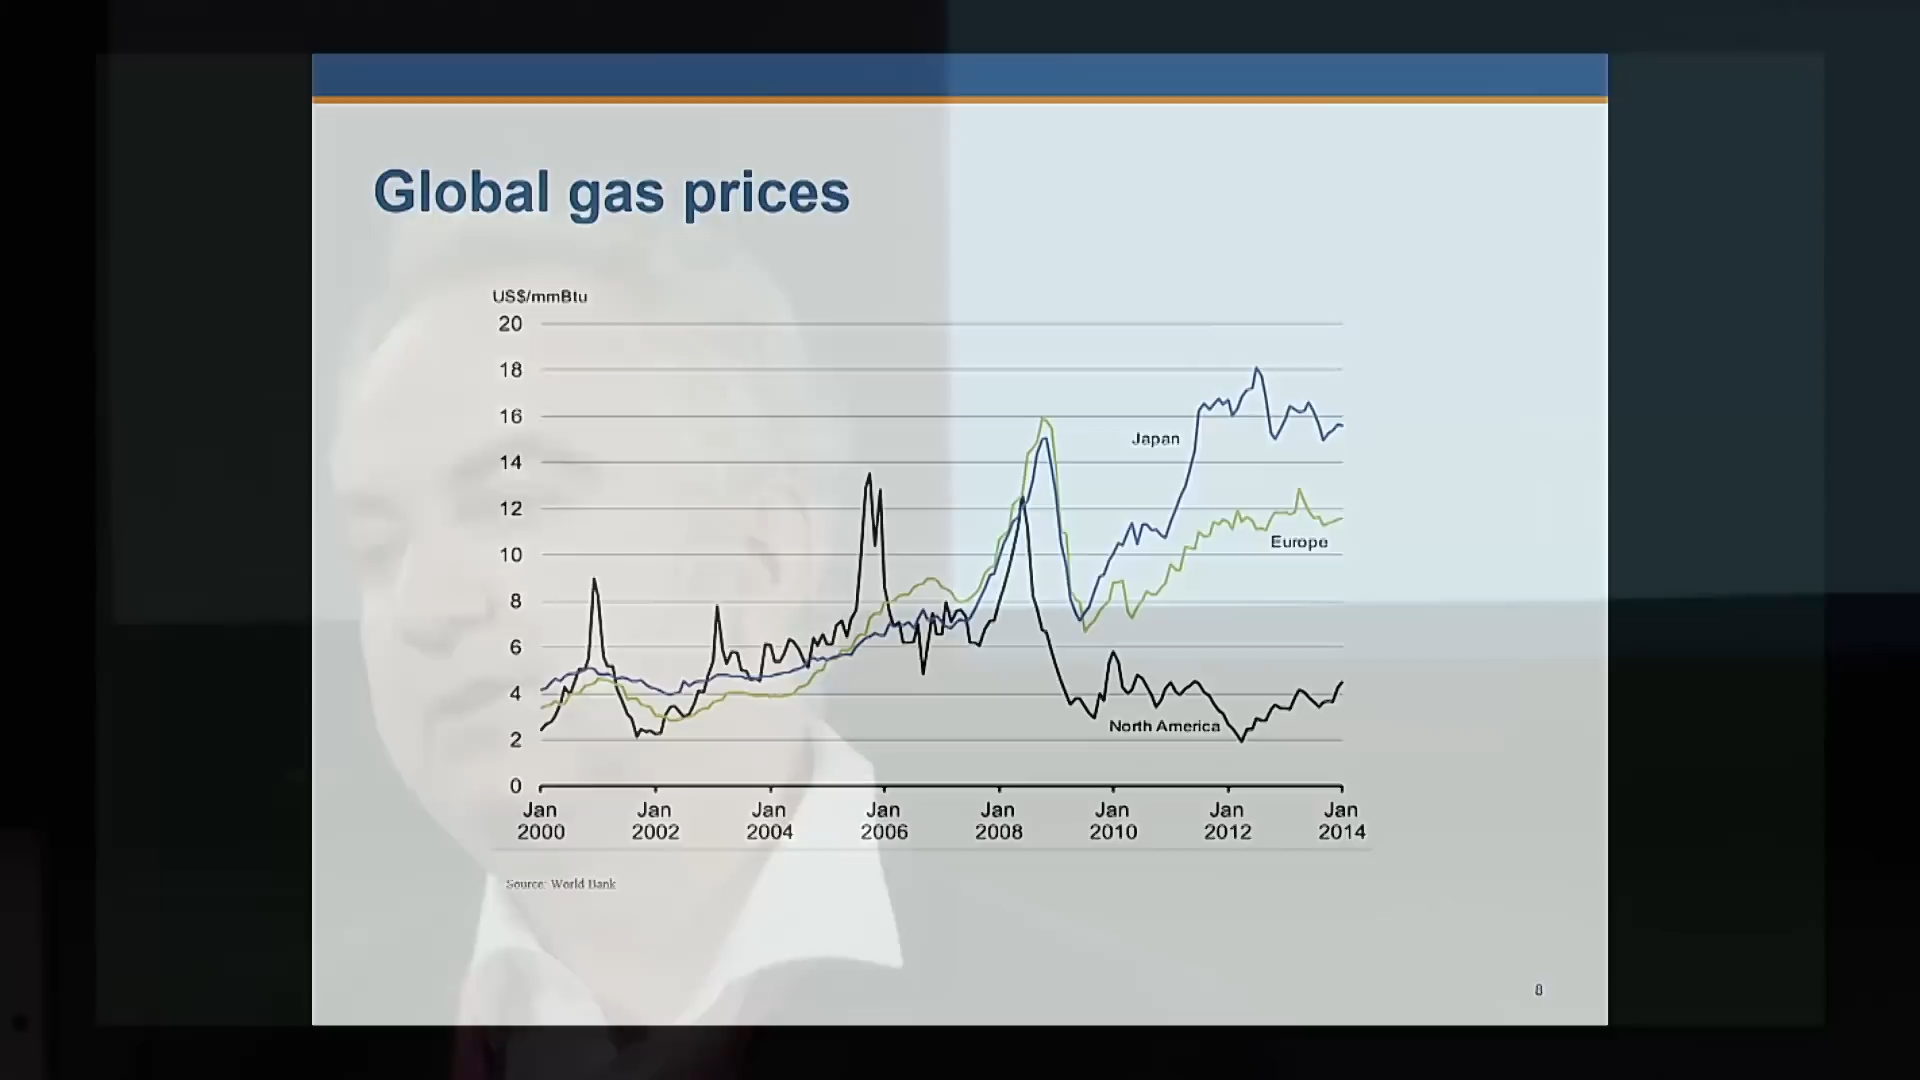 Global gas prices
US$/mmBtu
20
18
16
14
12
10
8
6
4
2
0
Japan
Europe
North America
Jan Jan Jan Jan Jan Jan Jan Jan
2000 2002 2004 2006 2008 2010 2012 2014
Source: World Bank
8